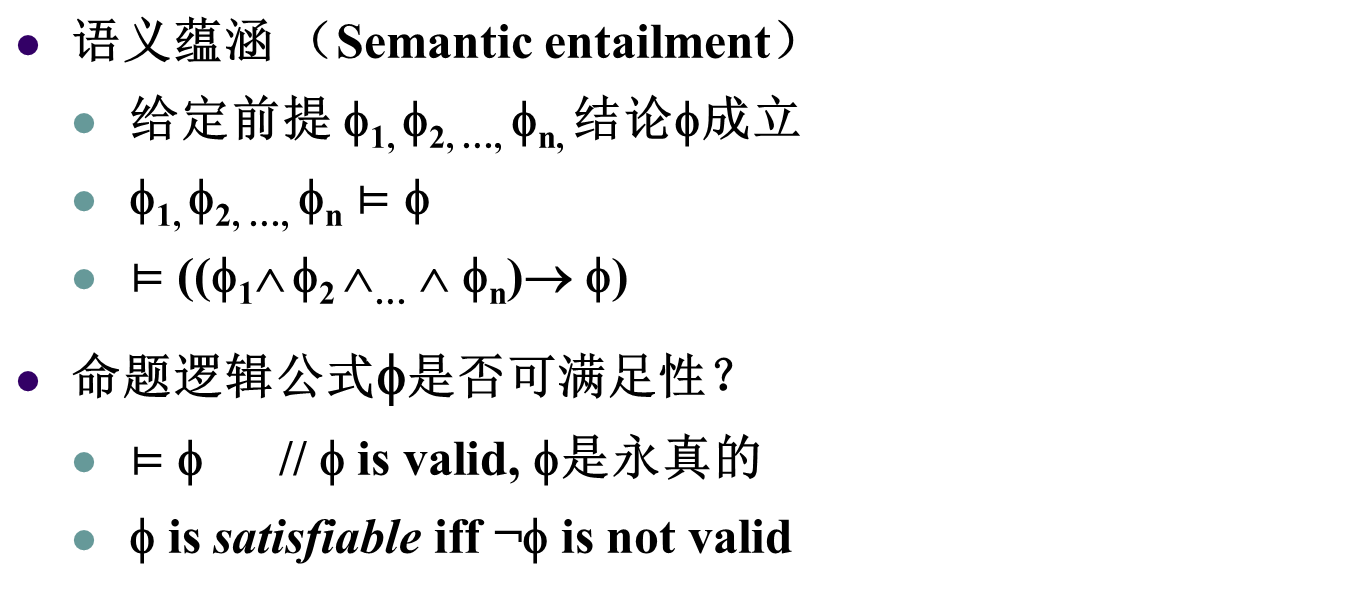 语义蕴涵 （Semantic entailment）
给定前提 ϕ1, ϕ2, ..., ϕn, 结论ϕ成立
ϕ1, ϕ2, ..., ϕn ⊨ ϕ
⊨ ((ϕ1∧ ϕ2 ∧... ∧ ϕn)→ ϕ)
命题逻辑公式ϕ是否可满足性？
⊨ ϕ // ϕ is valid, ϕ是永真的
ϕ is satisfiable iff ¬ϕ is not valid